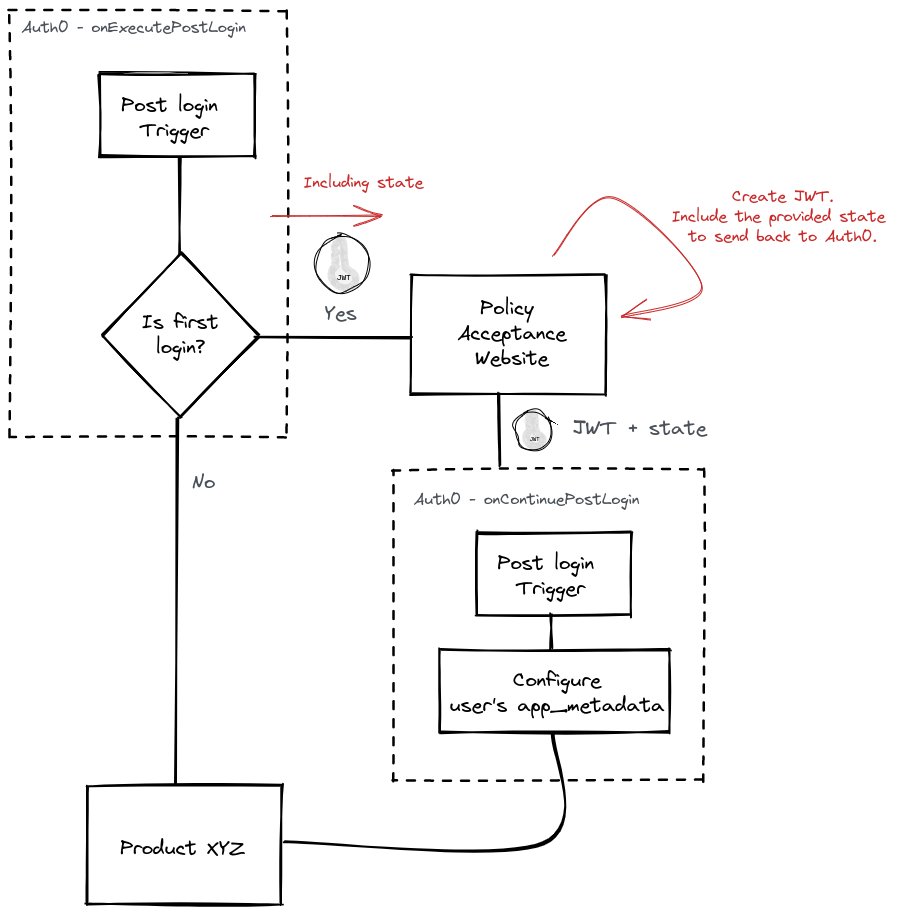 Auth0 - onExecutePostLogin
Post login
Trigger
Including state
Create JWT.
Include the provided state
to send back to Auth0.
JWT
Yes
Is first
login?
Policy
Acceptance
Website
JWT
JWT + state
No
Auth0 - onContinuePostLogin
Post login
Trigger
Configure
user's app_metadata
Product XYZ